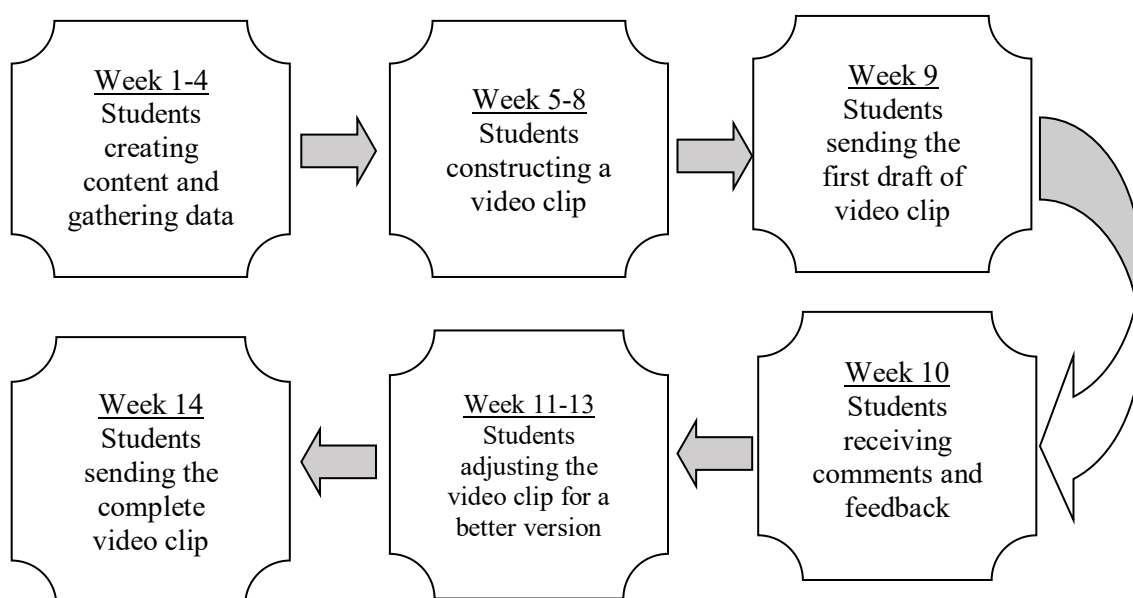 Week 1-4
Students
creating
content and
gathering data
Week 5-8
Students
constructing a
video clip
Week 9
Students
sending the
first draft of
video clip
Week 10
Students
receiving
comments and
feedback
Week 11-13
Students
adjusting the
video clip for a
better version
Week 14
Students
sending the
complete
video clip